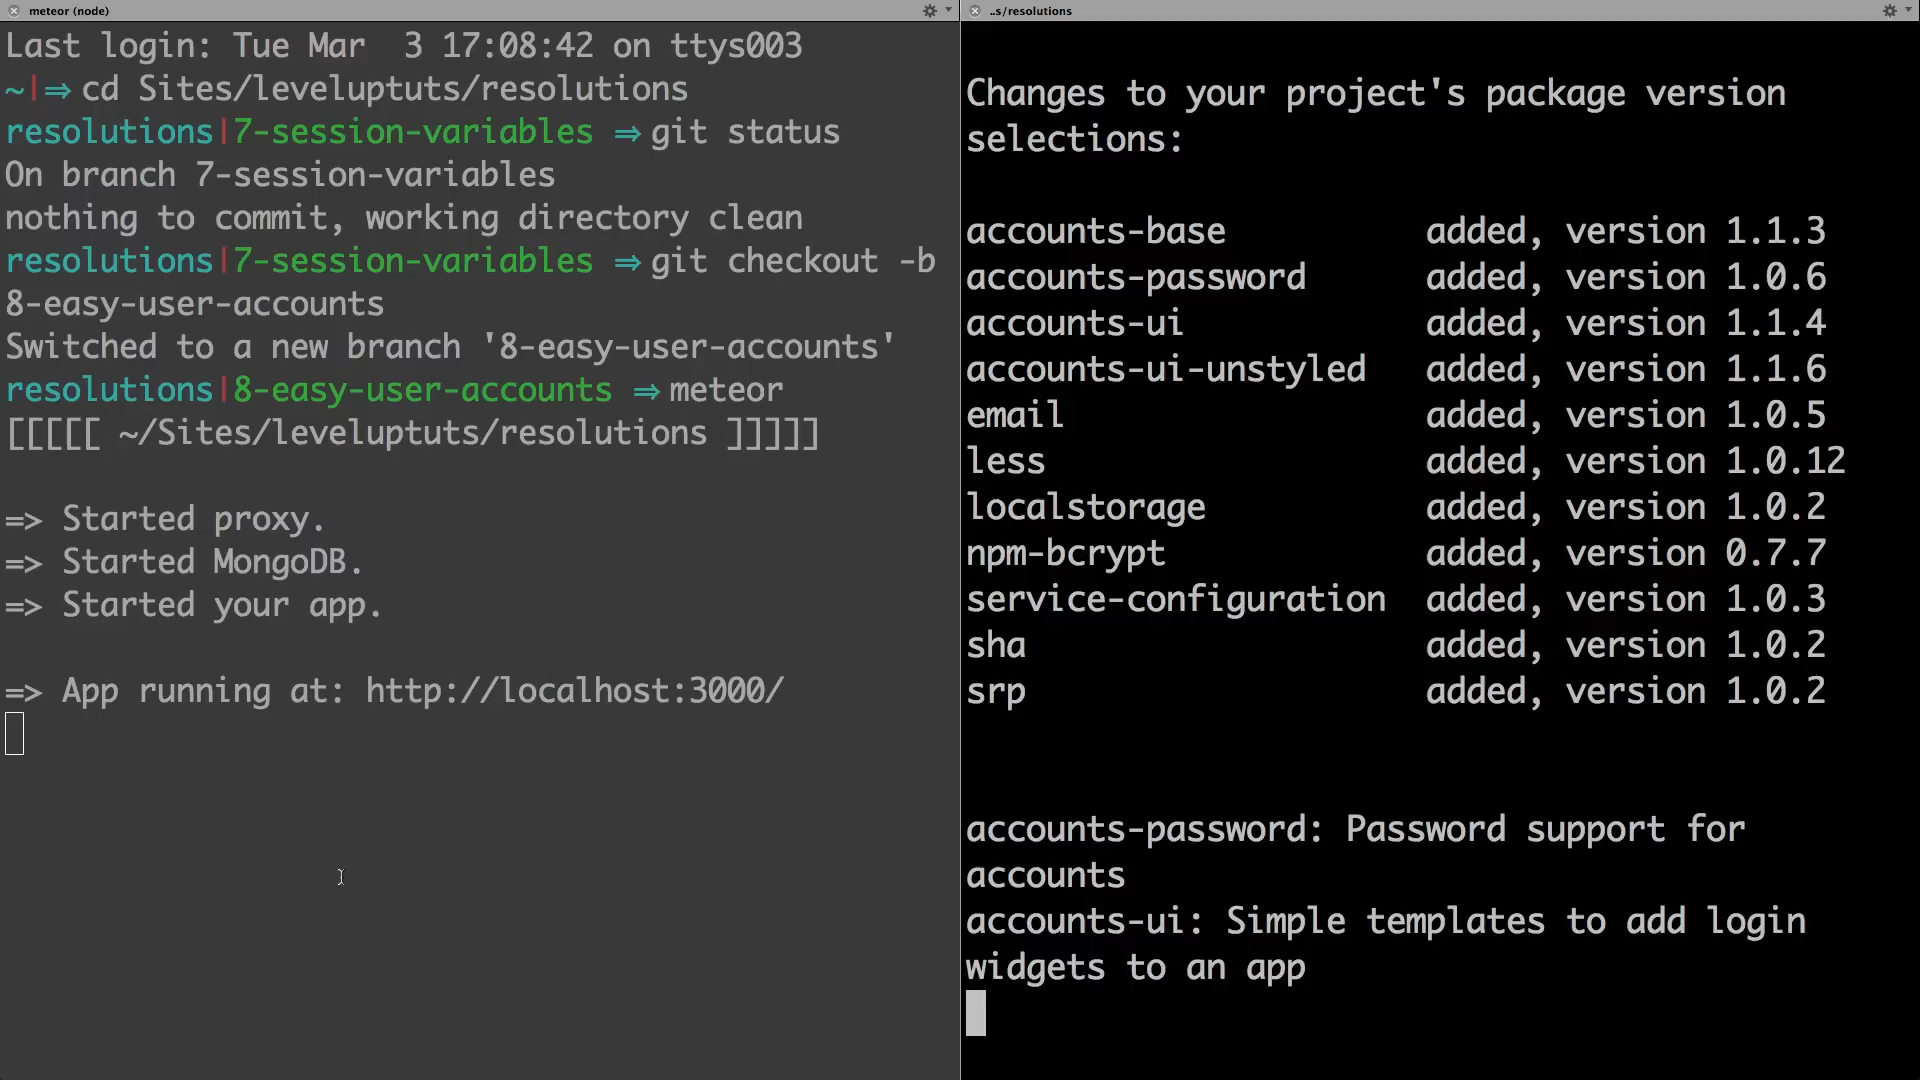 meteor (node)
Last login: Tue Mar  3 17:08:42 on ttys003
~|⇒ cd Sites/leveluptuts/resolutions
resolutions|7-session-variables ⇒ git status
On branch 7-session-variables
nothing to commit, working directory clean
resolutions|7-session-variables ⇒ git checkout -b
8-easy-user-accounts
Switched to a new branch '8-easy-user-accounts'
resolutions|8-easy-user-accounts ⇒ meteor
[[[[[ ~/Sites/leveluptuts/resolutions ]]]]]
=> Started proxy.
=> Started MongoDB.
=> Started your app.
=> App running at: http://localhost:3000/
..s/resolutions
Changes to your project's package version
selections:
accounts-base          added, version 1.1.3
accounts-password      added, version 1.0.6
accounts-ui            added, version 1.1.4
accounts-ui-unstyled   added, version 1.1.6
email                  added, version 1.0.5
less                   added, version 1.0.12
localstorage           added, version 1.0.2
npm-bcrypt             added, version 0.7.7
service-configuration  added, version 1.0.3
sha                    added, version 1.0.2
srp                    added, version 1.0.2
accounts-password: Password support for
accounts
accounts-ui: Simple templates to add login
widgets to an app